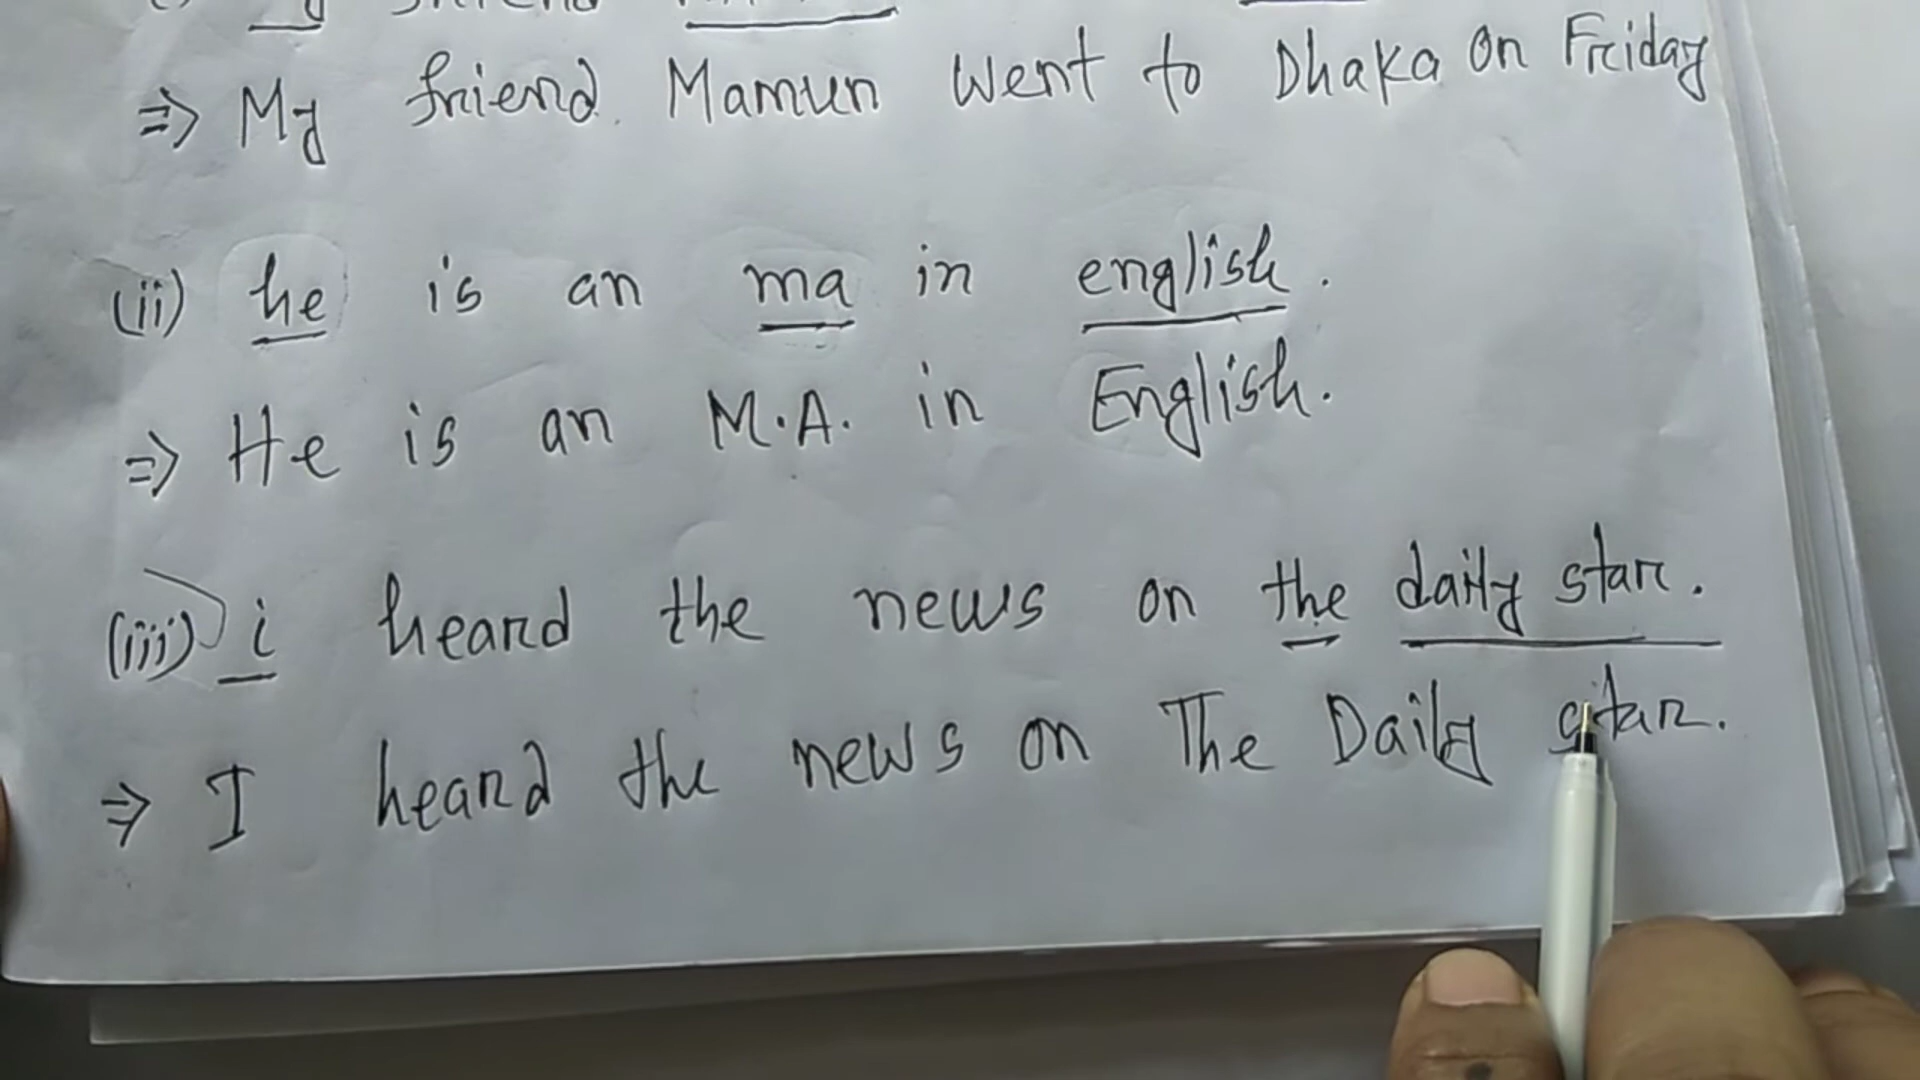 friend
⇒ My friend Mamun went to Dhaka on Friday
(ii) he is an ma in english.
⇒ He is an M.A. in English.
(iii) i heard the news on the daily star.
⇒ I heard the news on The Daily Star.